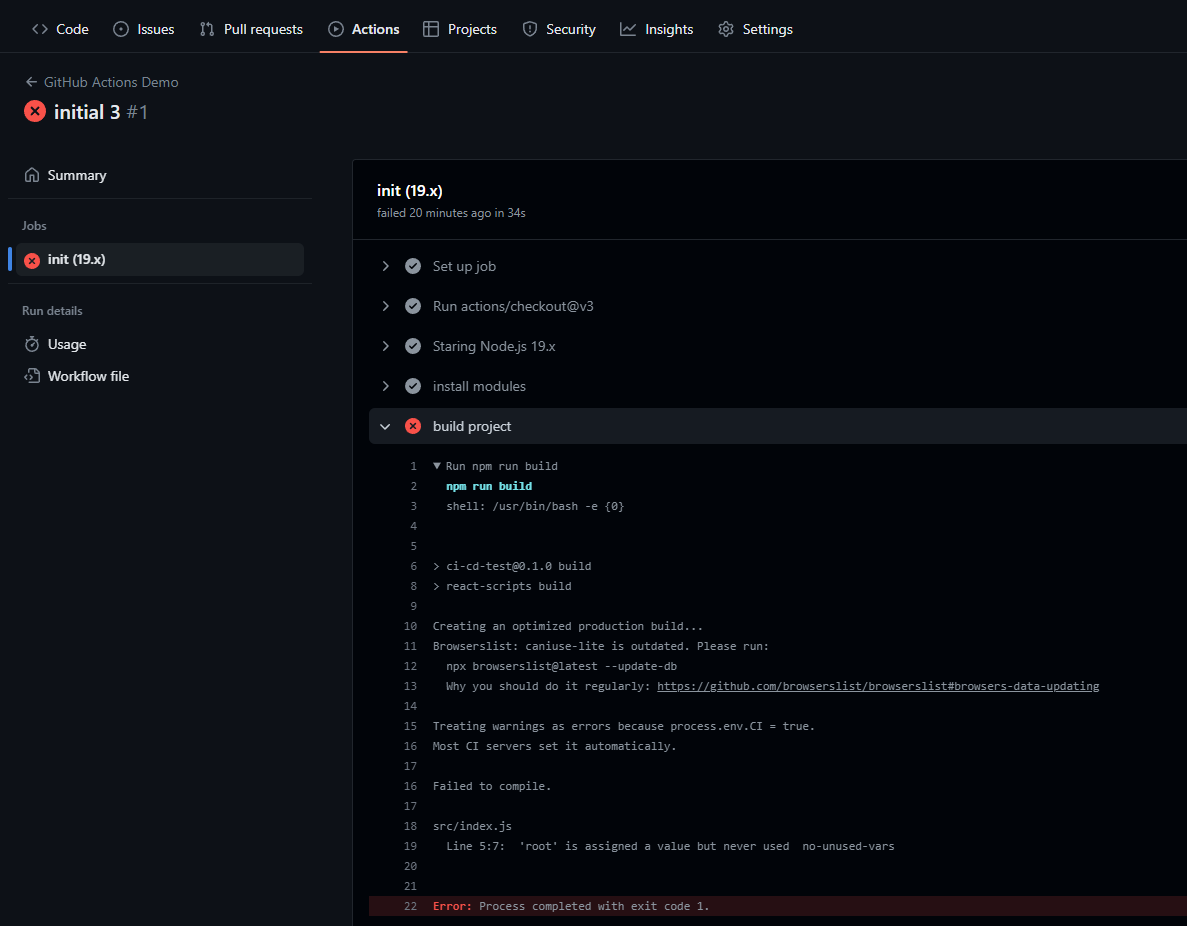 Code Issues Pull requests Actions Projects Security Insights Settings
GitHub Actions Demo
initial 3 #1
Summary
Jobs
init (19.x)
Run details
Usage
Workflow file
init (19.x)
failed 20 minutes ago in 34s
Set up job
Run actions/checkout@v3
Staring Node.js 19.x
install modules
build project
1 ▼ Run npm run build
2 npm run build
3 shell: /usr/bin/bash -e {0}
4
5
6 > ci-cd-test@0.1.0 build
8 > react-scripts build
9
10 Creating an optimized production build...
11 Browserslist: caniuse-lite is outdated. Please run:
12 npx browserslist@latest --update-db
13 Why you should do it regularly: https://github.com/browserslist/browserslist#browsers-data-updating
14
15 Treating warnings as errors because process.env.CI = true.
16 Most CI servers set it automatically.
17
16 Failed to compile.
17
18 src/index.js
19 Line 5:7: 'root' is assigned a value but never used no-unused-vars
20
21
22 Error: Process completed with exit code 1.